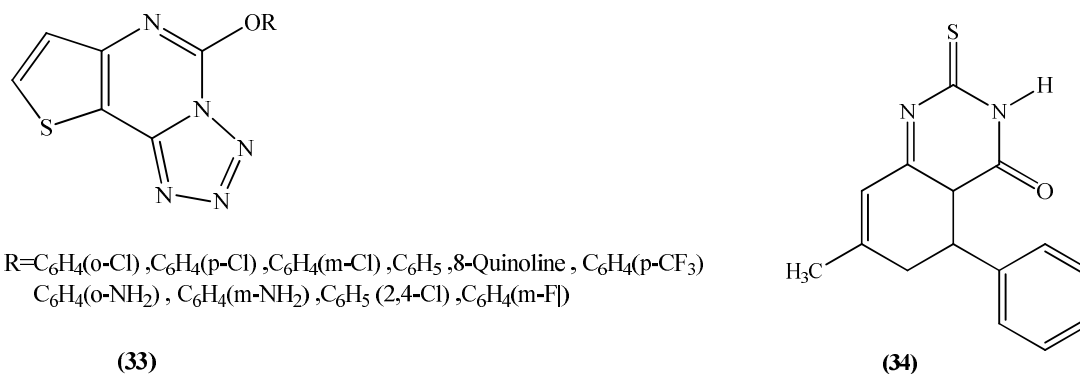 N
OR
N
S
N
N
N
N
R=C₆H₄(o-Cl) ,C₆H₄(p-Cl) ,C₆H₄(m-Cl) ,C₆H₅ ,8-Quinoline , C₆H₄(p-CF₃)
C₆H₄(o-NH₂) , C₆H₄(m-NH₂) ,C₆H₅ (2,4-Cl) ,C₆H₄(m-F|)
(33)
S
H
N
N
O
H₃C
(34)